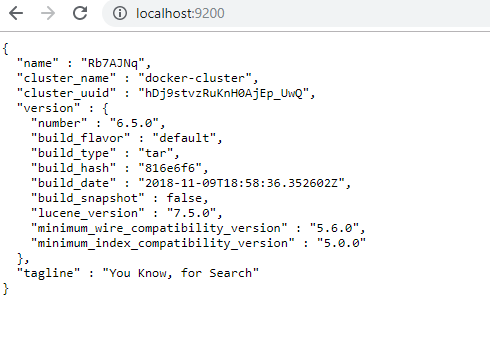 localhost:9200
{
  "name" : "Rb7AJNq",
  "cluster_name" : "docker-cluster",
  "cluster_uuid" : "hDj9stvzRuKnH0AjEp_UwQ",
  "version" : {
    "number" : "6.5.0",
    "build_flavor" : "default",
    "build_type" : "tar",
    "build_hash" : "816e6f6",
    "build_date" : "2018-11-09T18:58:36.352602Z",
    "build_snapshot" : false,
    "lucene_version" : "7.5.0",
    "minimum_wire_compatibility_version" : "5.6.0",
    "minimum_index_compatibility_version" : "5.0.0"
  },
  "tagline" : "You Know, for Search"
}